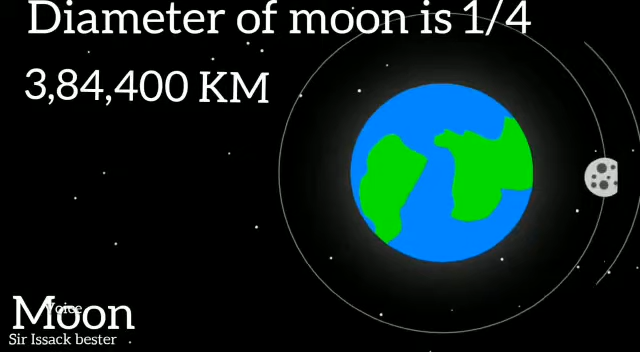 Diameter of moon is 1/4
3,84,400 KM
Moon
Voice
Sir Issack bester